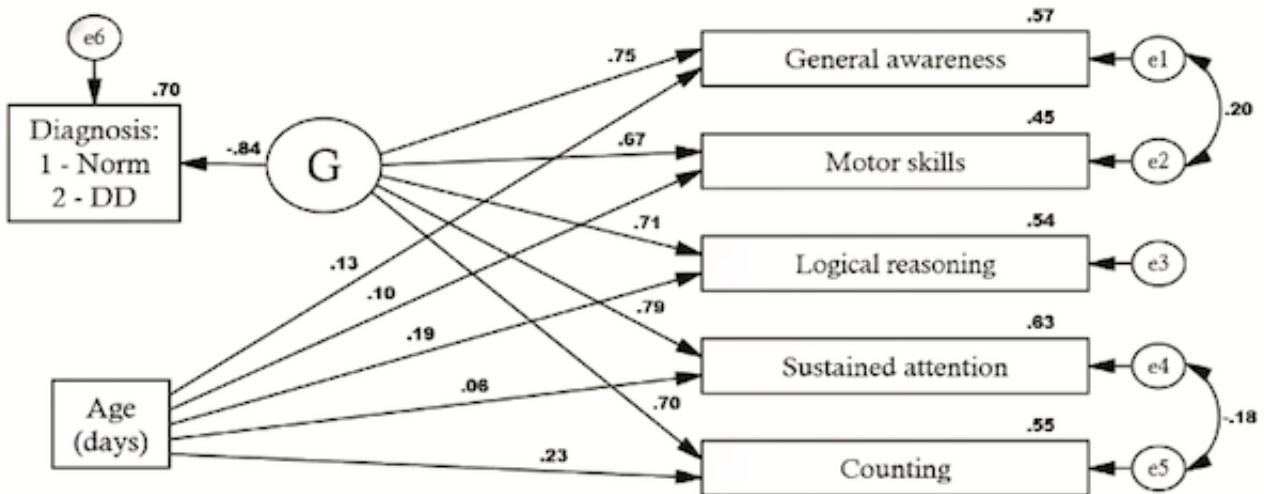 e6
.70
Diagnosis:
1 - Norm
2 - DD
-.84
G
.75
.67
.71
.79
.70
.13
.10
.19
.06
.23
Age
(days)
.57
General awareness
e1
.20
.45
Motor skills
e2
.54
Logical reasoning
e3
.63
Sustained attention
e4
-.18
.55
Counting
e5